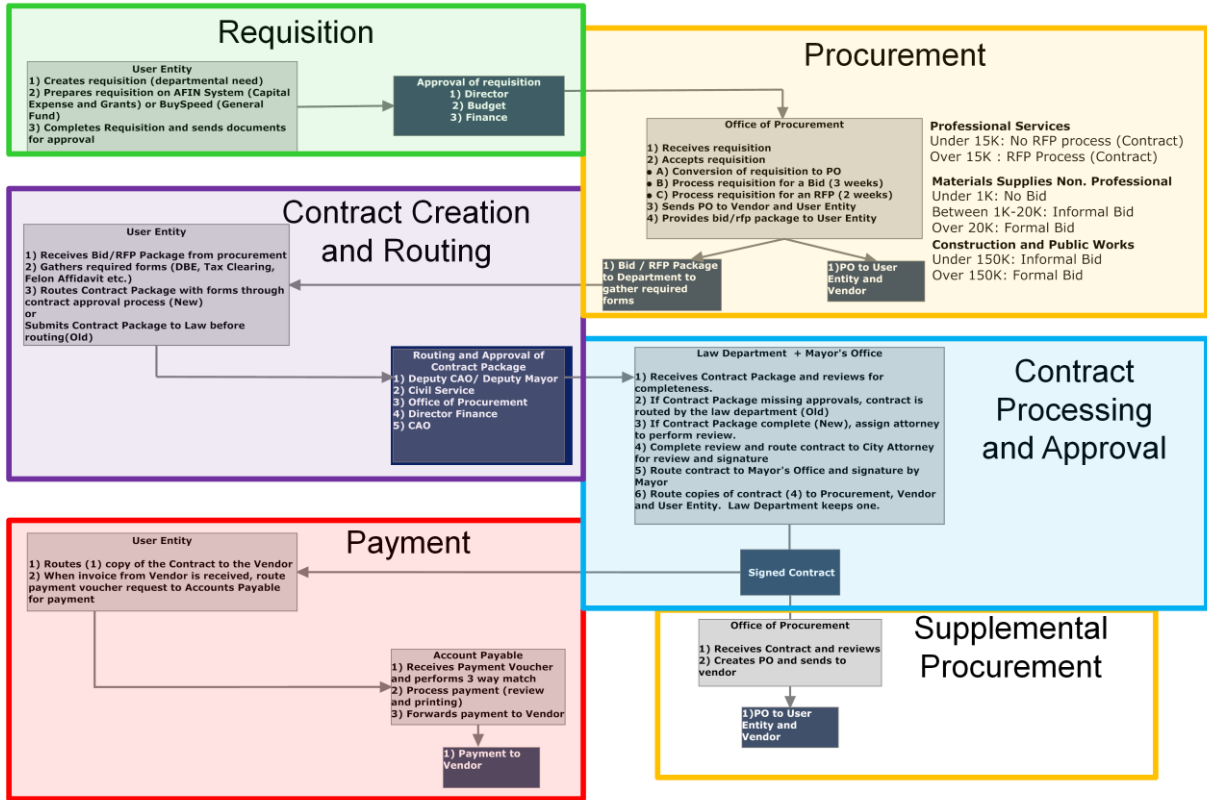 Requisition
User Entity
1) Creates requisition (departmental need)
2) Prepares requisition on AFIN System (Capital
Expense and Grants) or BuySpeed (General
Fund)
3) Completes Requisition and sends documents
for approval
Approval of requisition
1) Director
2) Budget
3) Finance
Procurement
Office of Procurement
1) Receives requisition
2) Accepts requisition
• A) Conversion of requisition to PO
• B) Process requisition for a Bid (3 weeks)
• C) Process requisition for an RFP (2 weeks)
3) Sends PO to Vendor and User Entity
4) Provides bid/rfp package to User Entity
Professional Services
Under 15K: No RFP process (Contract)
Over 15K : RFP Process (Contract)
Materials Supplies Non. Professional
Under 1K: No Bid
Between 1K-20K: Informal Bid
Over 20K: Formal Bid
Construction and Public Works
Under 150K: Informal Bid
Over 150K: Formal Bid
1) Bid / RFP Package
to Department to
gather required
forms
1)PO to User
Entity and
Vendor
Contract Creation
and Routing
User Entity
1) Receives Bid/RFP Package from procurement
2) Gathers required forms (DBE, Tax Clearing,
Felon Affidavit etc.)
3) Routes Contract Package with forms through
contract approval process (New)
or
Submits Contract Package to Law before
routing(Old)
Routing and Approval of
Contract Package
1) Deputy CAO/ Deputy Mayor
2) Civil Service
3) Office of Procurement
4) Director Finance
5) CAO
Contract
Processing
and Approval
Law Department + Mayor's Office
1) Receives Contract Package and reviews for
completeness.
2) If Contract Package missing approvals, contract is
routed by the law department (Old)
3) If Contract Package complete (New), assign attorney
to perform review.
4) Complete review and route contract to City Attorney
for review and signature
5) Route contract to Mayor's Office and signature by
Mayor
6) Route copies of contract (4) to Procurement, Vendor
and User Entity. Law Department keeps one.
Signed Contract
Payment
User Entity
1) Routes (1) copy of the Contract to the Vendor
2) When invoice from Vendor is received, route
payment voucher request to Accounts Payable
for payment
Account Payable
1) Receives Payment Voucher
and performs 3 way match
2) Process payment (review
and printing)
3) Forwards payment to Vendor
1) Payment to
Vendor
Supplemental
Procurement
Office of Procurement
1) Receives Contract and reviews
2) Creates PO and sends to
vendor
1)PO to User
Entity and
Vendor